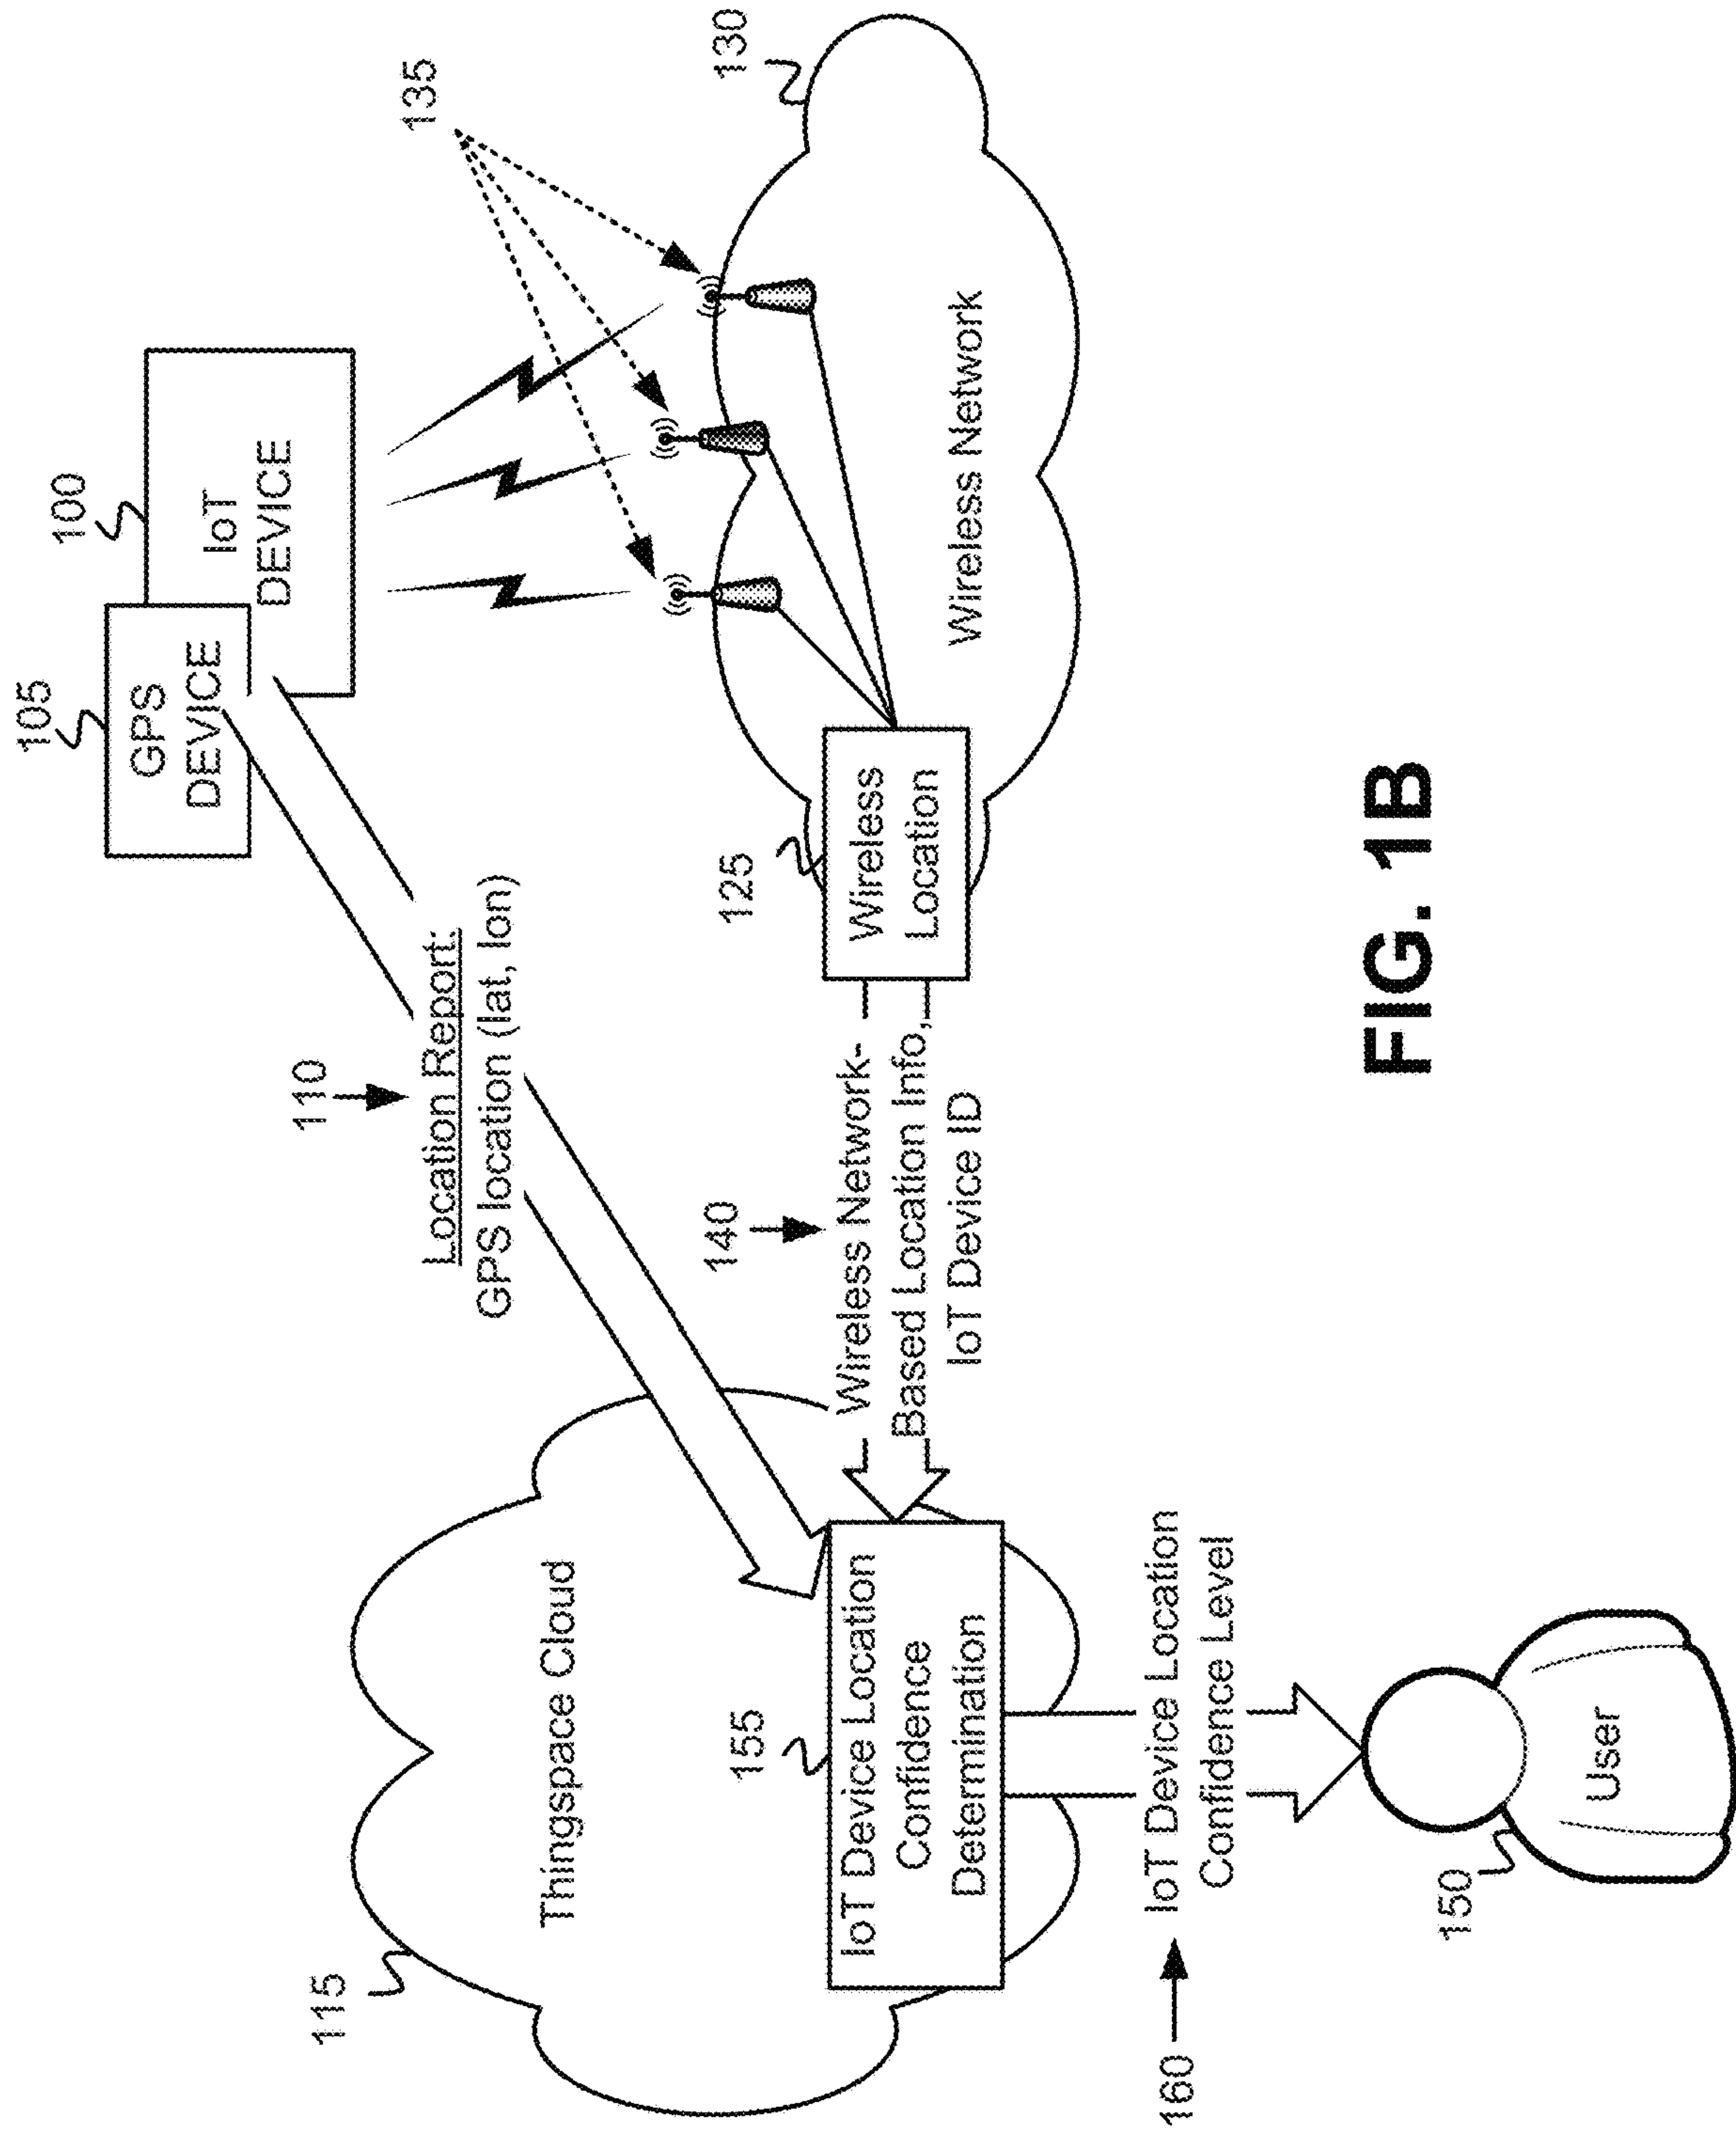 105
GPS
DEVICE
100
IoT
DEVICE
135
110
Location Report:
GPS location (lat, lon)
115
Thingspace Cloud
155
IoT Device Location
Confidence
Determination
140
Wireless Network-
Based Location Info,
IoT Device ID
125
Wireless
Location
130
Wireless Network
160
IoT Device Location
Confidence Level
150
User
FIG. 1B